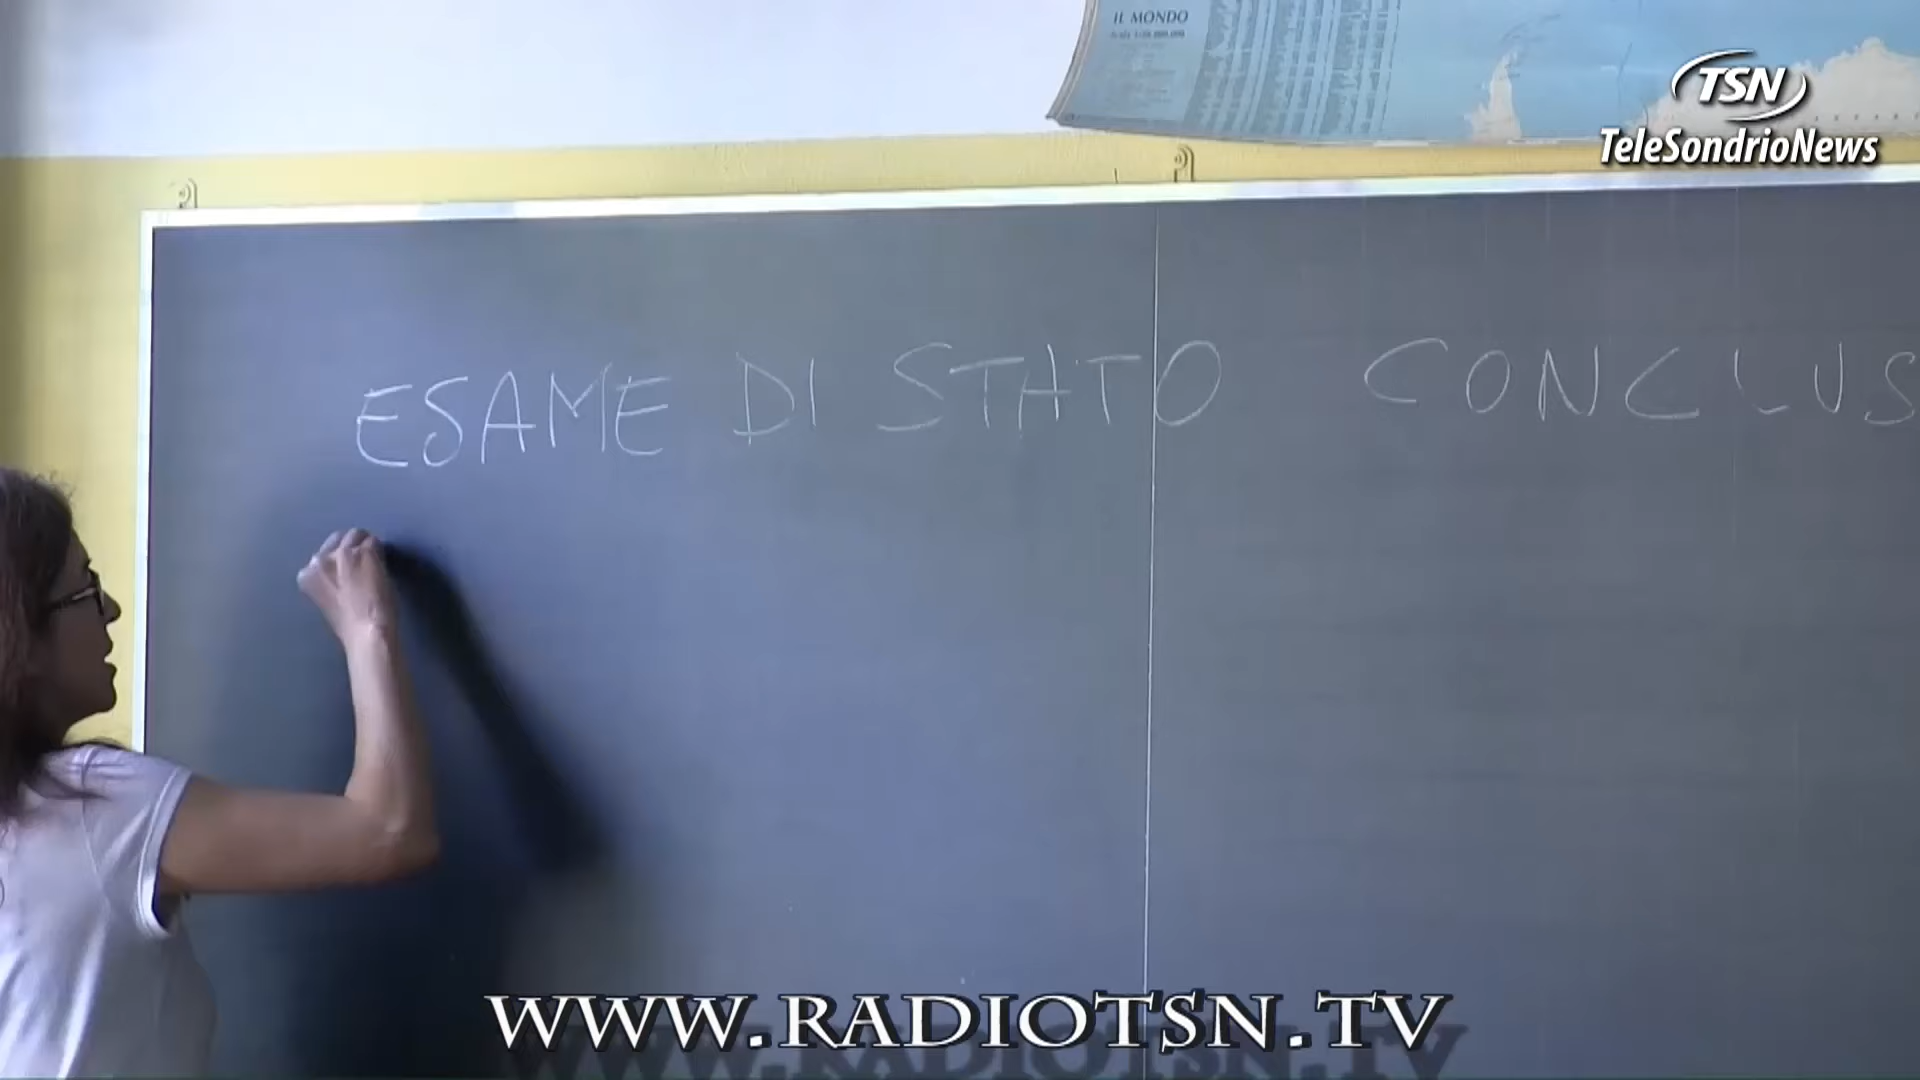 IL MONDO
TSN
TeleSondrioNews
ESAME DI STATO CONCLUS
WWW.RADIOTSN.TV